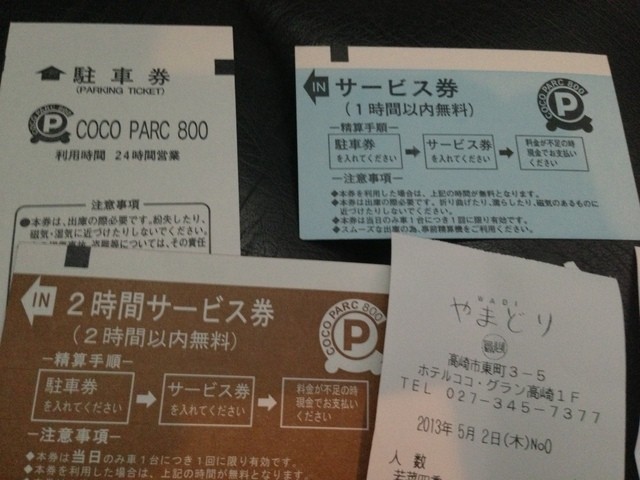 駐車券
(PARKING TICKET)
COCO PARC 800
COCO PARC 800
利用時間 24時間営業
注意事項
●本券は、出庫の際必要です。紛失したり、
磁気・湿気に近づけたりしないでください。
IN サービス券
(1時間以内無料)
COCO PARC 800
精算手順
駐車券
を入れてください
サービス券
を入れてください
料金が不足の時
現金でお支払い
ください
注意事項
◆本券を利用した場合は、上記の時間が無料となります。
◆本券は出庫の際必要です。折り曲げたり、濡らしたり、磁気のあるものに
近づけたりしないでください。
◆本券は当日のみ車1台につき1回に限り有効です。
◆スムーズな出庫の為、事前精算機をご利用ください。
IN 2時間サービス券
(2時間以内無料)
COCO PARC 800
精算手順
駐車券
を入れてください
サービス券
を入れてください
料金が不足の時
現金でお支払い
ください
注意事項
◆本券は当日のみ車1台につき1回に限り有効です。
◆本券を利用した場合は、上記の時間が無料となります。
やまどり
高崎市東町3-5
ホテルココ・グラン高崎1F
TEL 027-345-7377
2013年 5月 2日(木)No0
人 数